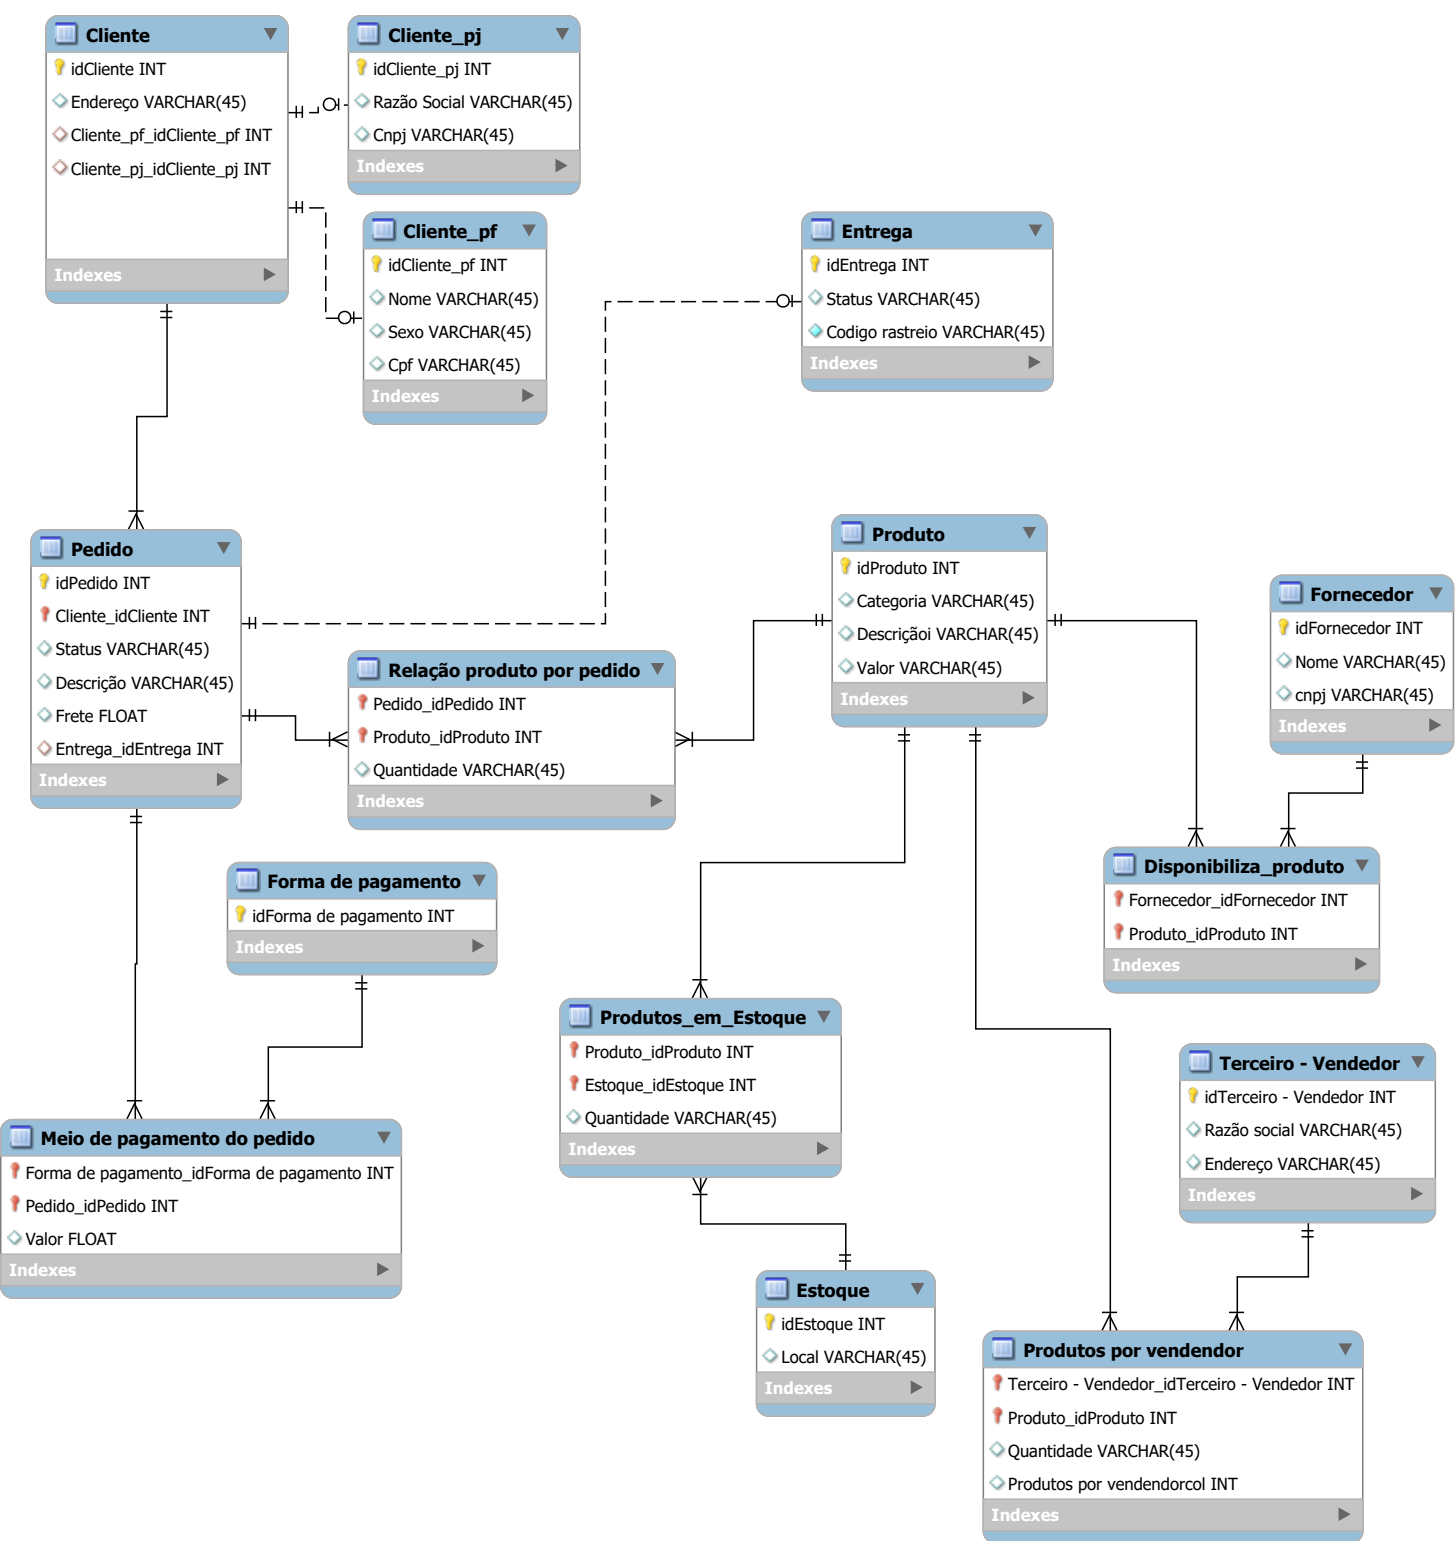 Cliente
idCliente INT
Endereço VARCHAR(45)
Cliente_pf_idCliente_pf INT
Cliente_pj_idCliente_pj INT
Indexes
Cliente_pj
idCliente_pj INT
Razão Social VARCHAR(45)
Cnpj VARCHAR(45)
Indexes
Cliente_pf
idCliente_pf INT
Nome VARCHAR(45)
Sexo VARCHAR(45)
Cpf VARCHAR(45)
Indexes
Entrega
idEntrega INT
Status VARCHAR(45)
Codigo rastreio VARCHAR(45)
Indexes
Pedido
idPedido INT
Cliente_idCliente INT
Status VARCHAR(45)
Descrição VARCHAR(45)
Frete FLOAT
Entrega_idEntrega INT
Indexes
Relação produto por pedido
Pedido_idPedido INT
Produto_idProduto INT
Quantidade VARCHAR(45)
Indexes
Produto
idProduto INT
Categoria VARCHAR(45)
Descriçãoi VARCHAR(45)
Valor VARCHAR(45)
Indexes
Fornecedor
idFornecedor INT
Nome VARCHAR(45)
cnpj VARCHAR(45)
Indexes
Disponibiliza_produto
Fornecedor_idFornecedor INT
Produto_idProduto INT
Indexes
Forma de pagamento
idForma de pagamento INT
Indexes
Produtos_em_Estoque
Produto_idProduto INT
Estoque_idEstoque INT
Quantidade VARCHAR(45)
Indexes
Terceiro - Vendedor
idTerceiro - Vendedor INT
Razão social VARCHAR(45)
Endereço VARCHAR(45)
Indexes
Meio de pagamento do pedido
Forma de pagamento_idForma de pagamento INT
Pedido_idPedido INT
Valor FLOAT
Indexes
Estoque
idEstoque INT
Local VARCHAR(45)
Indexes
Produtos por vendendor
Terceiro - Vendedor_idTerceiro - Vendedor INT
Produto_idProduto INT
Quantidade VARCHAR(45)
Produtos por vendendorcol INT
Indexes